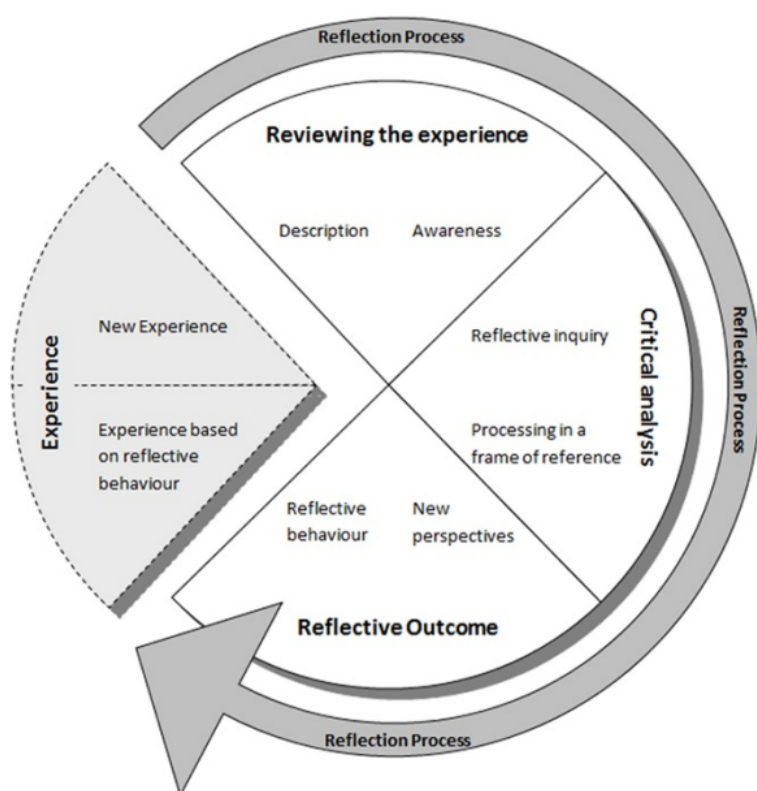 Reflection Process
Reviewing the experience
Description
Awareness
New Experience
Experience
Experience based
on reflective
behaviour
Reflective inquiry
Processing in a
frame of reference
Critical analysis
Reflection Process
Reflective
behaviour
New
perspectives
Reflective Outcome
Reflection Process